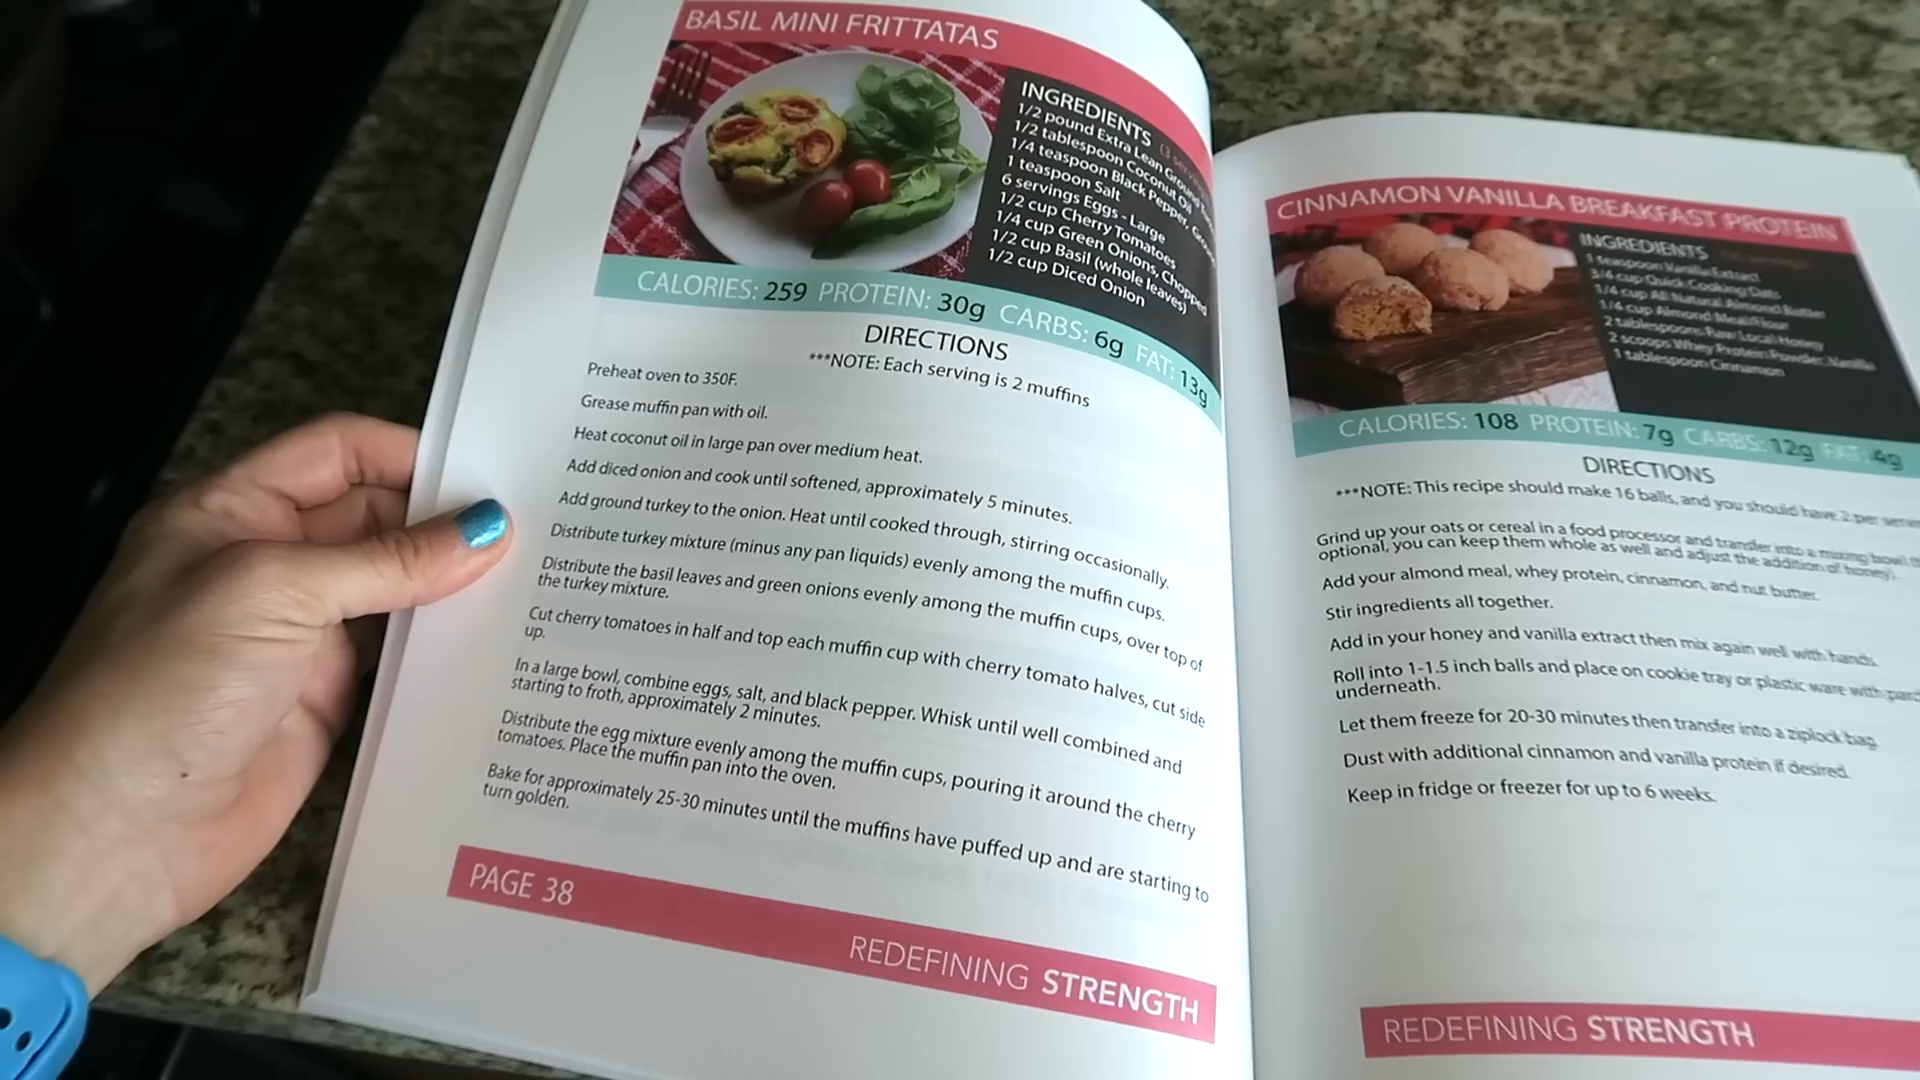 BASIL MINI FRITTATAS
INGREDIENTS (3
1/2 pound Extra Lean Ground
1/2 tablespoon Coconut Oil
1/4 teaspoon Black Pepper,
1 teaspoon Salt
6 servings Eggs - Large
1/2 cup Cherry Tomatoes
1/4 cup Green Onions, Chopped
1/2 cup Basil (whole leaves)
1/2 cup Diced Onion
CALORIES: 259 PROTEIN: 30g CARBS: 6g FAT: 13g
DIRECTIONS
***NOTE: Each serving is 2 muffins
Preheat oven to 350F.
Grease muffin pan with oil.
Heat coconut oil in large pan over medium heat.
Add diced onion and cook until softened, approximately 5 minutes.
Add ground turkey to the onion. Heat until cooked through, stirring occasionally.
Distribute turkey mixture (minus any pan liquids) evenly among the muffin cups.
Distribute the basil leaves and green onions evenly among the muffin cups, over top of
the turkey mixture.
Cut cherry tomatoes in half and top each muffin cup with cherry tomato halves, cut side
up.
In a large bowl, combine eggs, salt, and black pepper. Whisk until well combined and
starting to froth, approximately 2 minutes.
Distribute the egg mixture evenly among the muffin cups, pouring it around the cherry
tomatoes. Place the muffin pan into the oven.
Bake for approximately 25-30 minutes until the muffins have puffed up and are starting to
turn golden.
PAGE 38
REDEFINING STRENGTH
CINNAMON VANILLA BREAKFAST PROTEIN
INGREDIENTS
1 teaspoon Vanilla Extract
3/4 cup Quick Cooking Oats
1/4 cup All Natural Almond Butter
1/4 cup Almond Meal/Flour
2 tablespoons Raw Local Honey
2 scoops Whey Protein Powder, Vanilla
1 tablespoon Cinnamon
CALORIES: 108 PROTEIN: 7g CARBS: 12g FAT: 4g
DIRECTIONS
***NOTE: This recipe should make 16 balls, and you should have 2 per
Grind up your oats or cereal in a food processor and transfer into a mixing bowl
optional, you can keep them whole as well and adjust the addition of honey).
Add your almond meal, whey protein, cinnamon, and nut butter.
Stir ingredients all together.
Add in your honey and vanilla extract then mix again well with hands.
Roll into 1-1.5 inch balls and place on cookie tray or plastic ware with
underneath.
Let them freeze for 20-30 minutes then transfer into a ziplock bag.
Dust with additional cinnamon and vanilla protein if desired.
Keep in fridge or freezer for up to 6 weeks.
REDEFINING STRENGTH